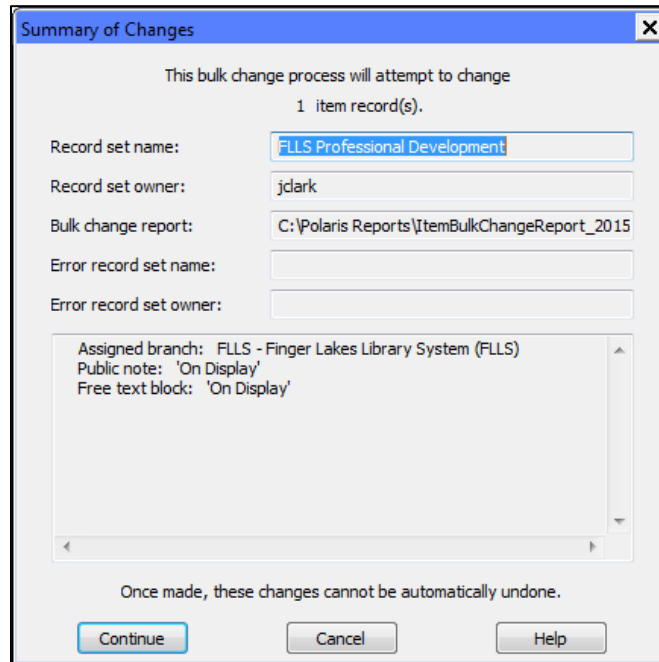 Summary of Changes
This bulk change process will attempt to change
1 item record(s).
Record set name: FLLS Professional Development
Record set owner: jclark
Bulk change report: C:\Polaris Reports\ItemBulkChangeReport_2015
Error record set name:
Error record set owner:
Assigned branch: FLLS - Finger Lakes Library System (FLLS)
Public note: 'On Display'
Free text block: 'On Display'
Once made, these changes cannot be automatically undone.
Continue Cancel Help